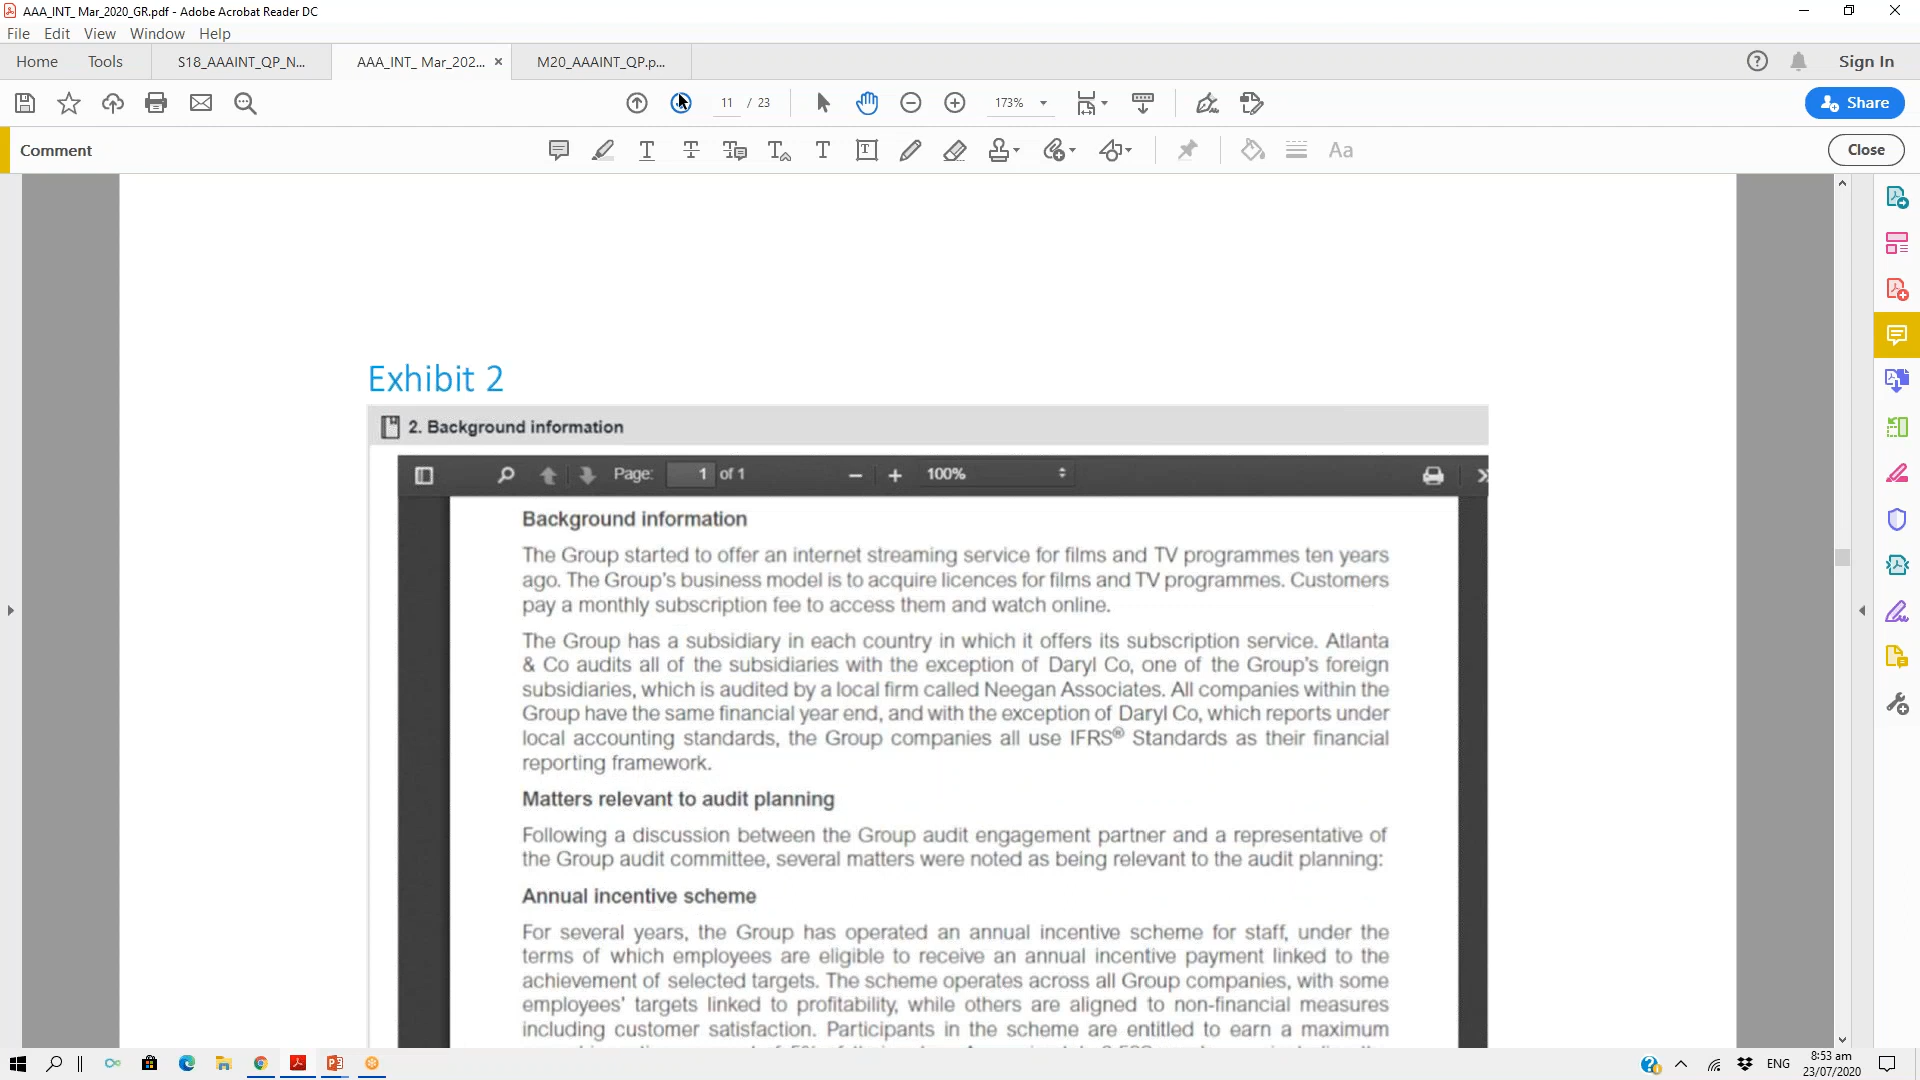 AAA_INT_ Mar_2020_GR.pdf - Adobe Acrobat Reader DC
File Edit View Window Help
Home Tools S18_AAAINT_QP_N... AAA_INT_ Mar_202... × M20_AAAINT_QP.p... Sign In
11 / 23 173% Share
Comment Close
Exhibit 2
2. Background information
Page: 1 of 1 100%
Background information
The Group started to offer an internet streaming service for films and TV programmes ten years
ago. The Group's business model is to acquire licences for films and TV programmes. Customers
pay a monthly subscription fee to access them and watch online.
The Group has a subsidiary in each country in which it offers its subscription service. Atlanta
& Co audits all of the subsidiaries with the exception of Daryl Co, one of the Group's foreign
subsidiaries, which is audited by a local firm called Neegan Associates. All companies within the
Group have the same financial year end, and with the exception of Daryl Co, which reports under
local accounting standards, the Group companies all use IFRS® Standards as their financial
reporting framework.
Matters relevant to audit planning
Following a discussion between the Group audit engagement partner and a representative of
the Group audit committee, several matters were noted as being relevant to the audit planning:
Annual incentive scheme
For several years, the Group has operated an annual incentive scheme for staff, under the
terms of which employees are eligible to receive an annual incentive payment linked to the
achievement of selected targets. The scheme operates across all Group companies, with some
employees' targets linked to profitability, while others are aligned to non-financial measures
including customer satisfaction. Participants in the scheme are entitled to earn a maximum
ENG 8:53 am
23/07/2020